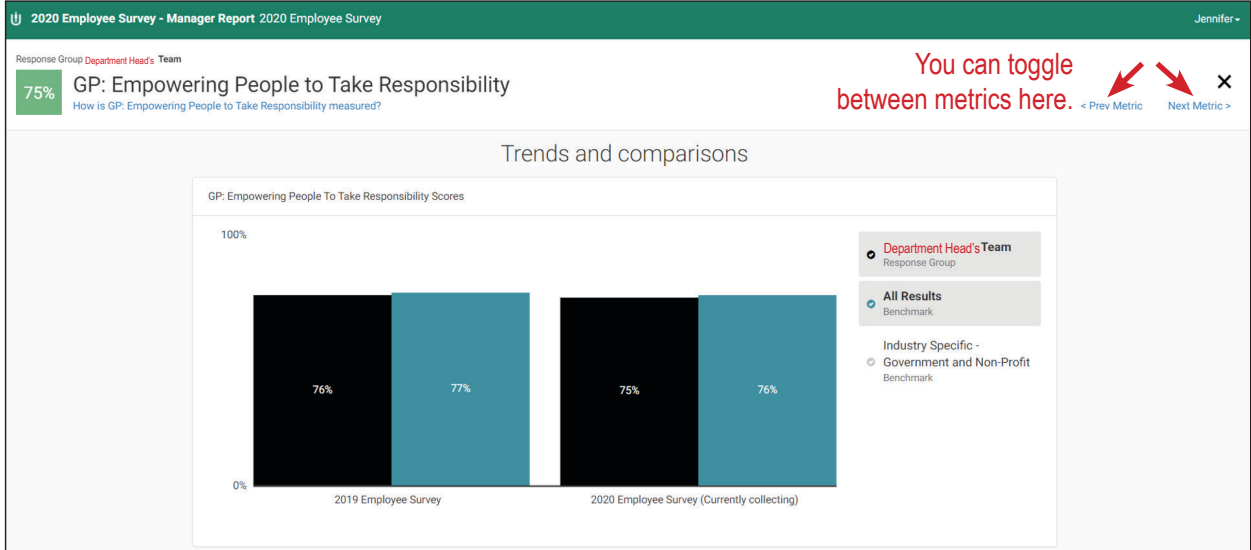 2020 Employee Survey - Manager Report 2020 Employee Survey
Jennifer
Response Group Department Head's Team
75%
GP: Empowering People to Take Responsibility
How is GP: Empowering People to Take Responsibility measured?
You can toggle
between metrics here.
< Prev Metric
Next Metric >
Trends and comparisons
GP: Empowering People To Take Responsibility Scores
100%
76%
77%
75%
76%
0%
2019 Employee Survey
2020 Employee Survey (Currently collecting)
Department Head's Team
Response Group
All Results
Benchmark
Industry Specific -
Government and Non-Profit
Benchmark